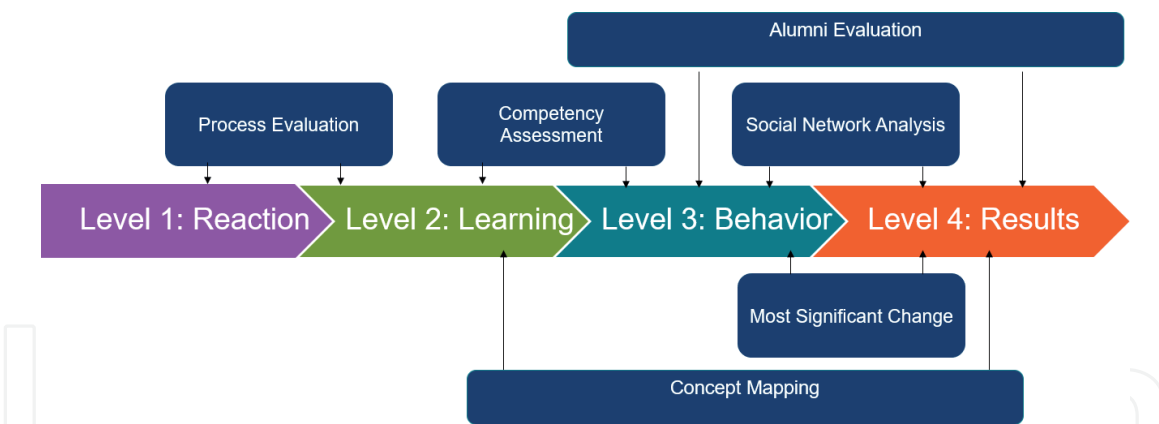 Alumni Evaluation
Process Evaluation
Competency
Assessment
Social Network Analysis
Level 1: Reaction
Level 2: Learning
Level 3: Behavior
Level 4: Results
Most Significant Change
Concept Mapping